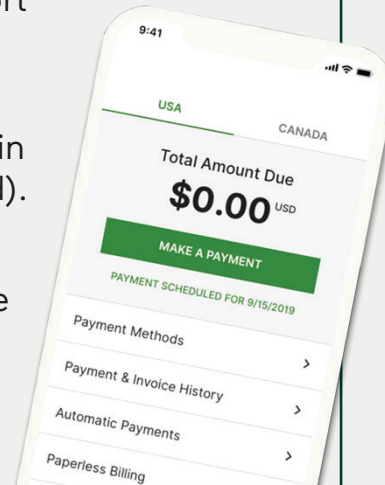 in
9:41
USA
CANADA
Total Amount Due
$0.00 USD
MAKE A PAYMENT
PAYMENT SCHEDULED FOR 9/15/2019
Payment Methods
Payment & Invoice History
Automatic Payments
Paperless Billing